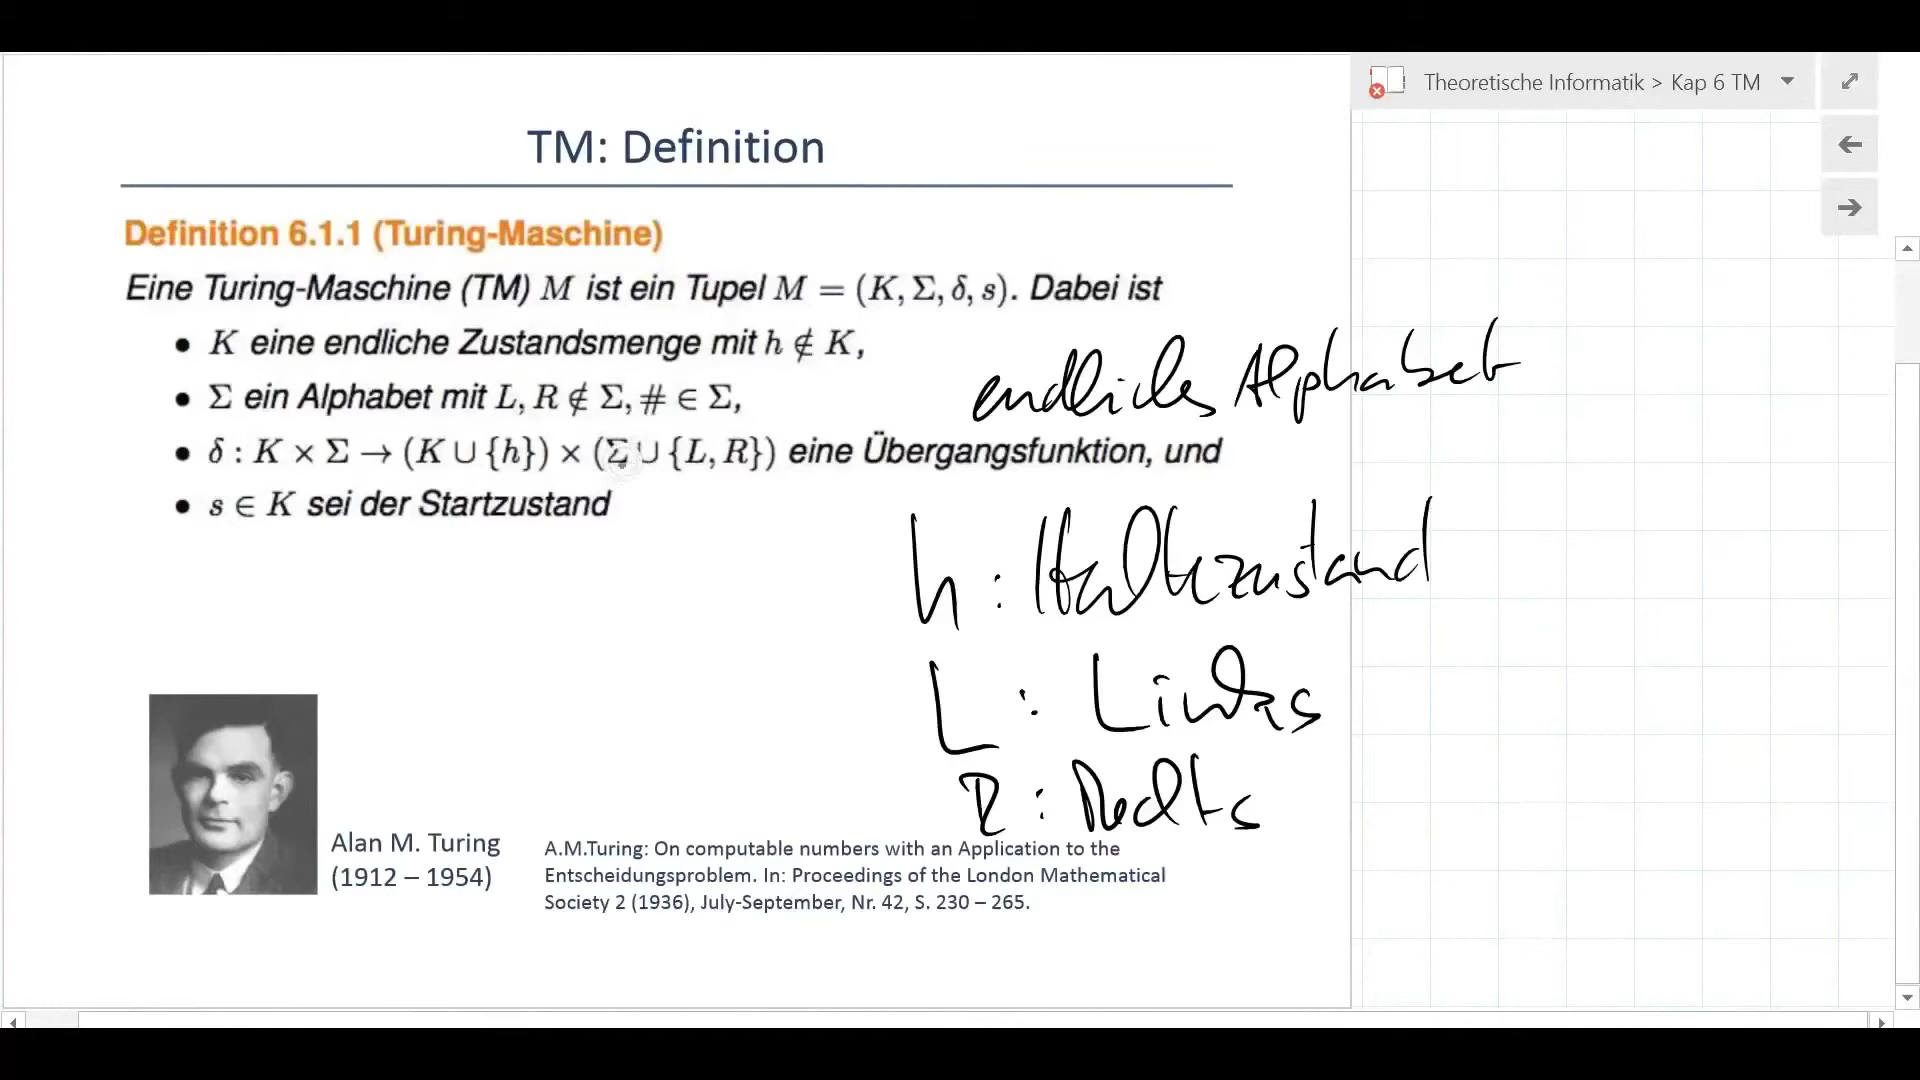 Theoretische Informatik > Kap 6 TM
TM: Definition
Definition 6.1.1 (Turing-Maschine)
Eine Turing-Maschine (TM) M ist ein Tupel M = (K, Σ, δ, s). Dabei ist
• K eine endliche Zustandsmenge mit h ∉ K,
• Σ ein Alphabet mit L, R ∉ Σ, # ∈ Σ,
endliches Alphabet
• δ : K × Σ → (K ∪ {h}) × (Σ ∪ {L, R}) eine Übergangsfunktion, und
• s ∈ K sei der Startzustand
h : Haltezustand
L : Links
R : Rechts
Alan M. Turing
(1912 – 1954)
A.M.Turing: On computable numbers with an Application to the
Entscheidungsproblem. In: Proceedings of the London Mathematical
Society 2 (1936), July-September, Nr. 42, S. 230 – 265.